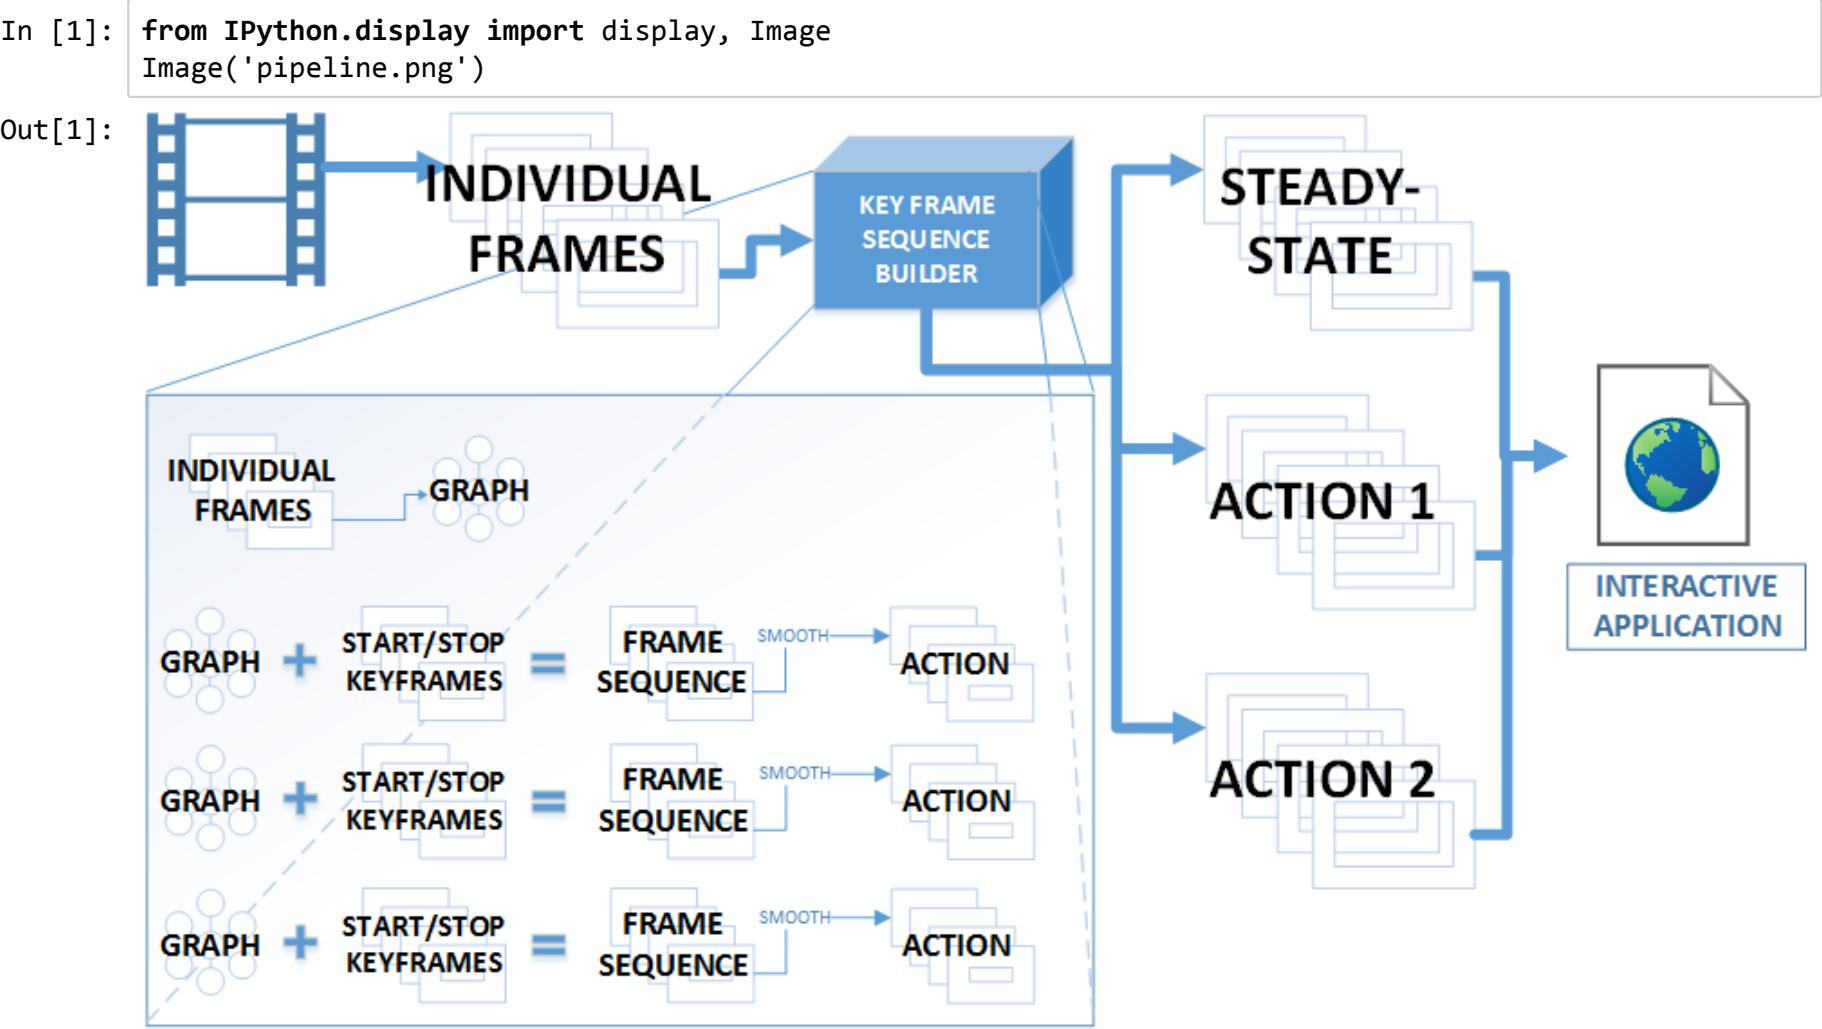 In [1]: from IPython.display import display, Image
Image('pipeline.png')
Out[1]:
INDIVIDUAL
FRAMES
KEY FRAME
SEQUENCE
BUILDER
STEADY-
STATE
ACTION 1
ACTION 2
INTERACTIVE
APPLICATION
INDIVIDUAL
FRAMES
GRAPH
GRAPH + START/STOP
KEYFRAMES = FRAME
SEQUENCE
SMOOTH
ACTION
GRAPH + START/STOP
KEYFRAMES = FRAME
SEQUENCE
SMOOTH
ACTION
GRAPH + START/STOP
KEYFRAMES = FRAME
SEQUENCE
SMOOTH
ACTION